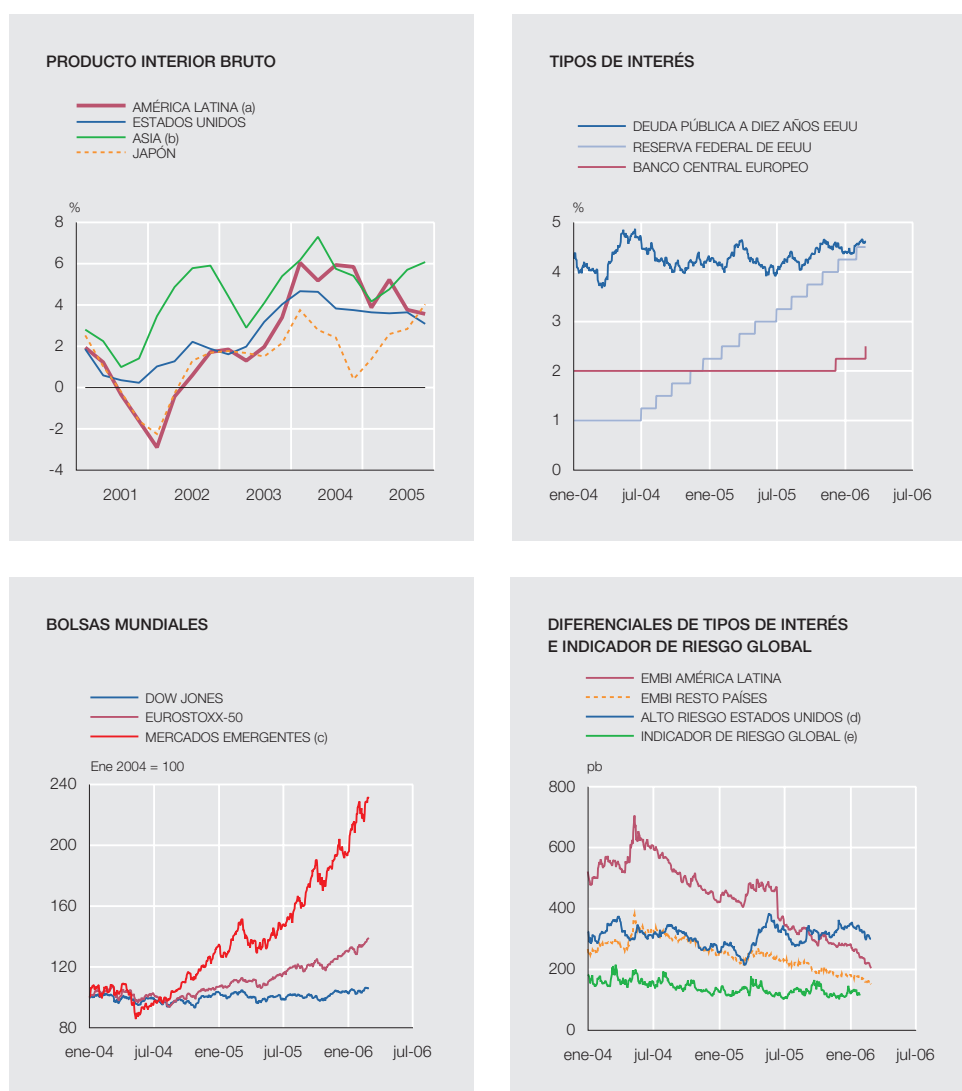 PRODUCTO INTERIOR BRUTO
AMÉRICA LATINA (a)
ESTADOS UNIDOS
ASIA (b)
JAPÓN
%
8
6
4
2
0
-2
-4
2001 2002 2003 2004 2005
TIPOS DE INTERÉS
DEUDA PÚBLICA A DIEZ AÑOS EEUU
RESERVA FEDERAL DE EEUU
BANCO CENTRAL EUROPEO
%
5
4
3
2
1
0
ene-04 jul-04 ene-05 jul-05 ene-06 jul-06
BOLSAS MUNDIALES
DOW JONES
EUROSTOXX-50
MERCADOS EMERGENTES (c)
Ene 2004 = 100
240
200
160
120
80
ene-04 jul-04 ene-05 jul-05 ene-06 jul-06
DIFERENCIALES DE TIPOS DE INTERÉS
E INDICADOR DE RIESGO GLOBAL
EMBI AMÉRICA LATINA
EMBI RESTO PAÍSES
ALTO RIESGO ESTADOS UNIDOS (d)
INDICADOR DE RIESGO GLOBAL (e)
pb
800
600
400
200
0
ene-04 jul-04 ene-05 jul-05 ene-06 jul-06